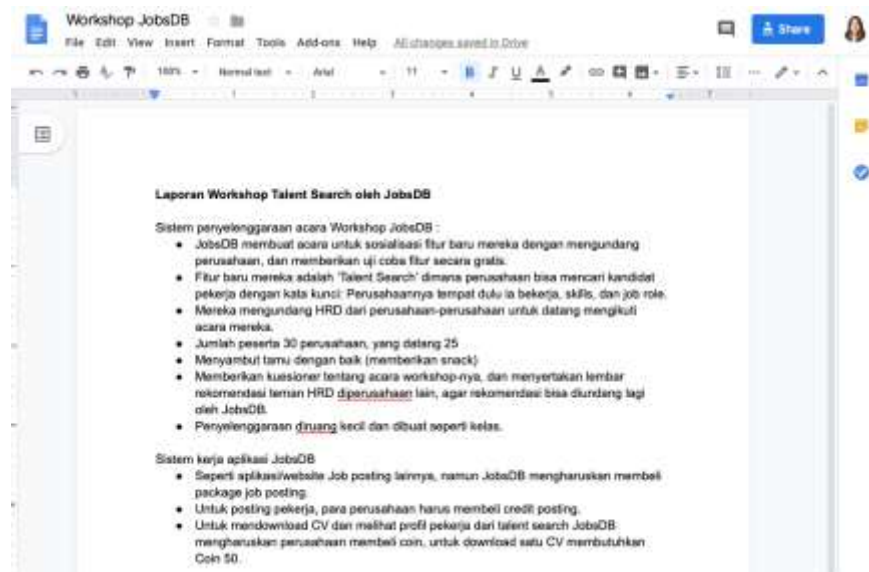 Workshop JobsDB
File Edit View Insert Format Tools Add-ons Help All changes saved in Drive
Share
100% Normal text Arial 11 B I U A
Laporan Workshop Talent Search oleh JobsDB
Sistem penyelenggaraan acara Workshop JobsDB :
● JobsDB membuat acara untuk sosialisasi fitur baru mereka dengan mengundang
perusahaan, dan memberikan uji coba fitur secara gratis.
● Fitur baru mereka adalah 'Talent Search' dimana perusahaan bisa mencari kandidat
pekerja dengan kata kunci: Perusahaannya tempat dulu ia bekerja, skills, dan job role.
● Mereka mengundang HRD dari perusahaan-perusahaan untuk datang mengikuti
acara mereka.
● Jumlah peserta 30 perusahaan, yang datang 25
● Menyambut tamu dengan baik (memberikan snack)
● Memberikan kuesioner tentang acara workshop-nya, dan menyertakan lembar
rekomendasi teman HRD diperusahaan lain, agar rekomendasi bisa diundang lagi
oleh JobsDB.
● Penyelenggaraan diruang kecil dan dibuat seperti kelas.
Sistem kerja aplikasi JobsDB
● Seperti aplikasi/website Job posting lainnya, namun JobsDB mengharuskan membeli
package job posting.
● Untuk posting pekerja, para perusahaan harus membeli credit posting.
● Untuk mendownload CV dan melihat profil pekerja dari talent search JobsDB
mengharuskan perusahaan membeli coin, untuk download satu CV membutuhkan
Coin 50.